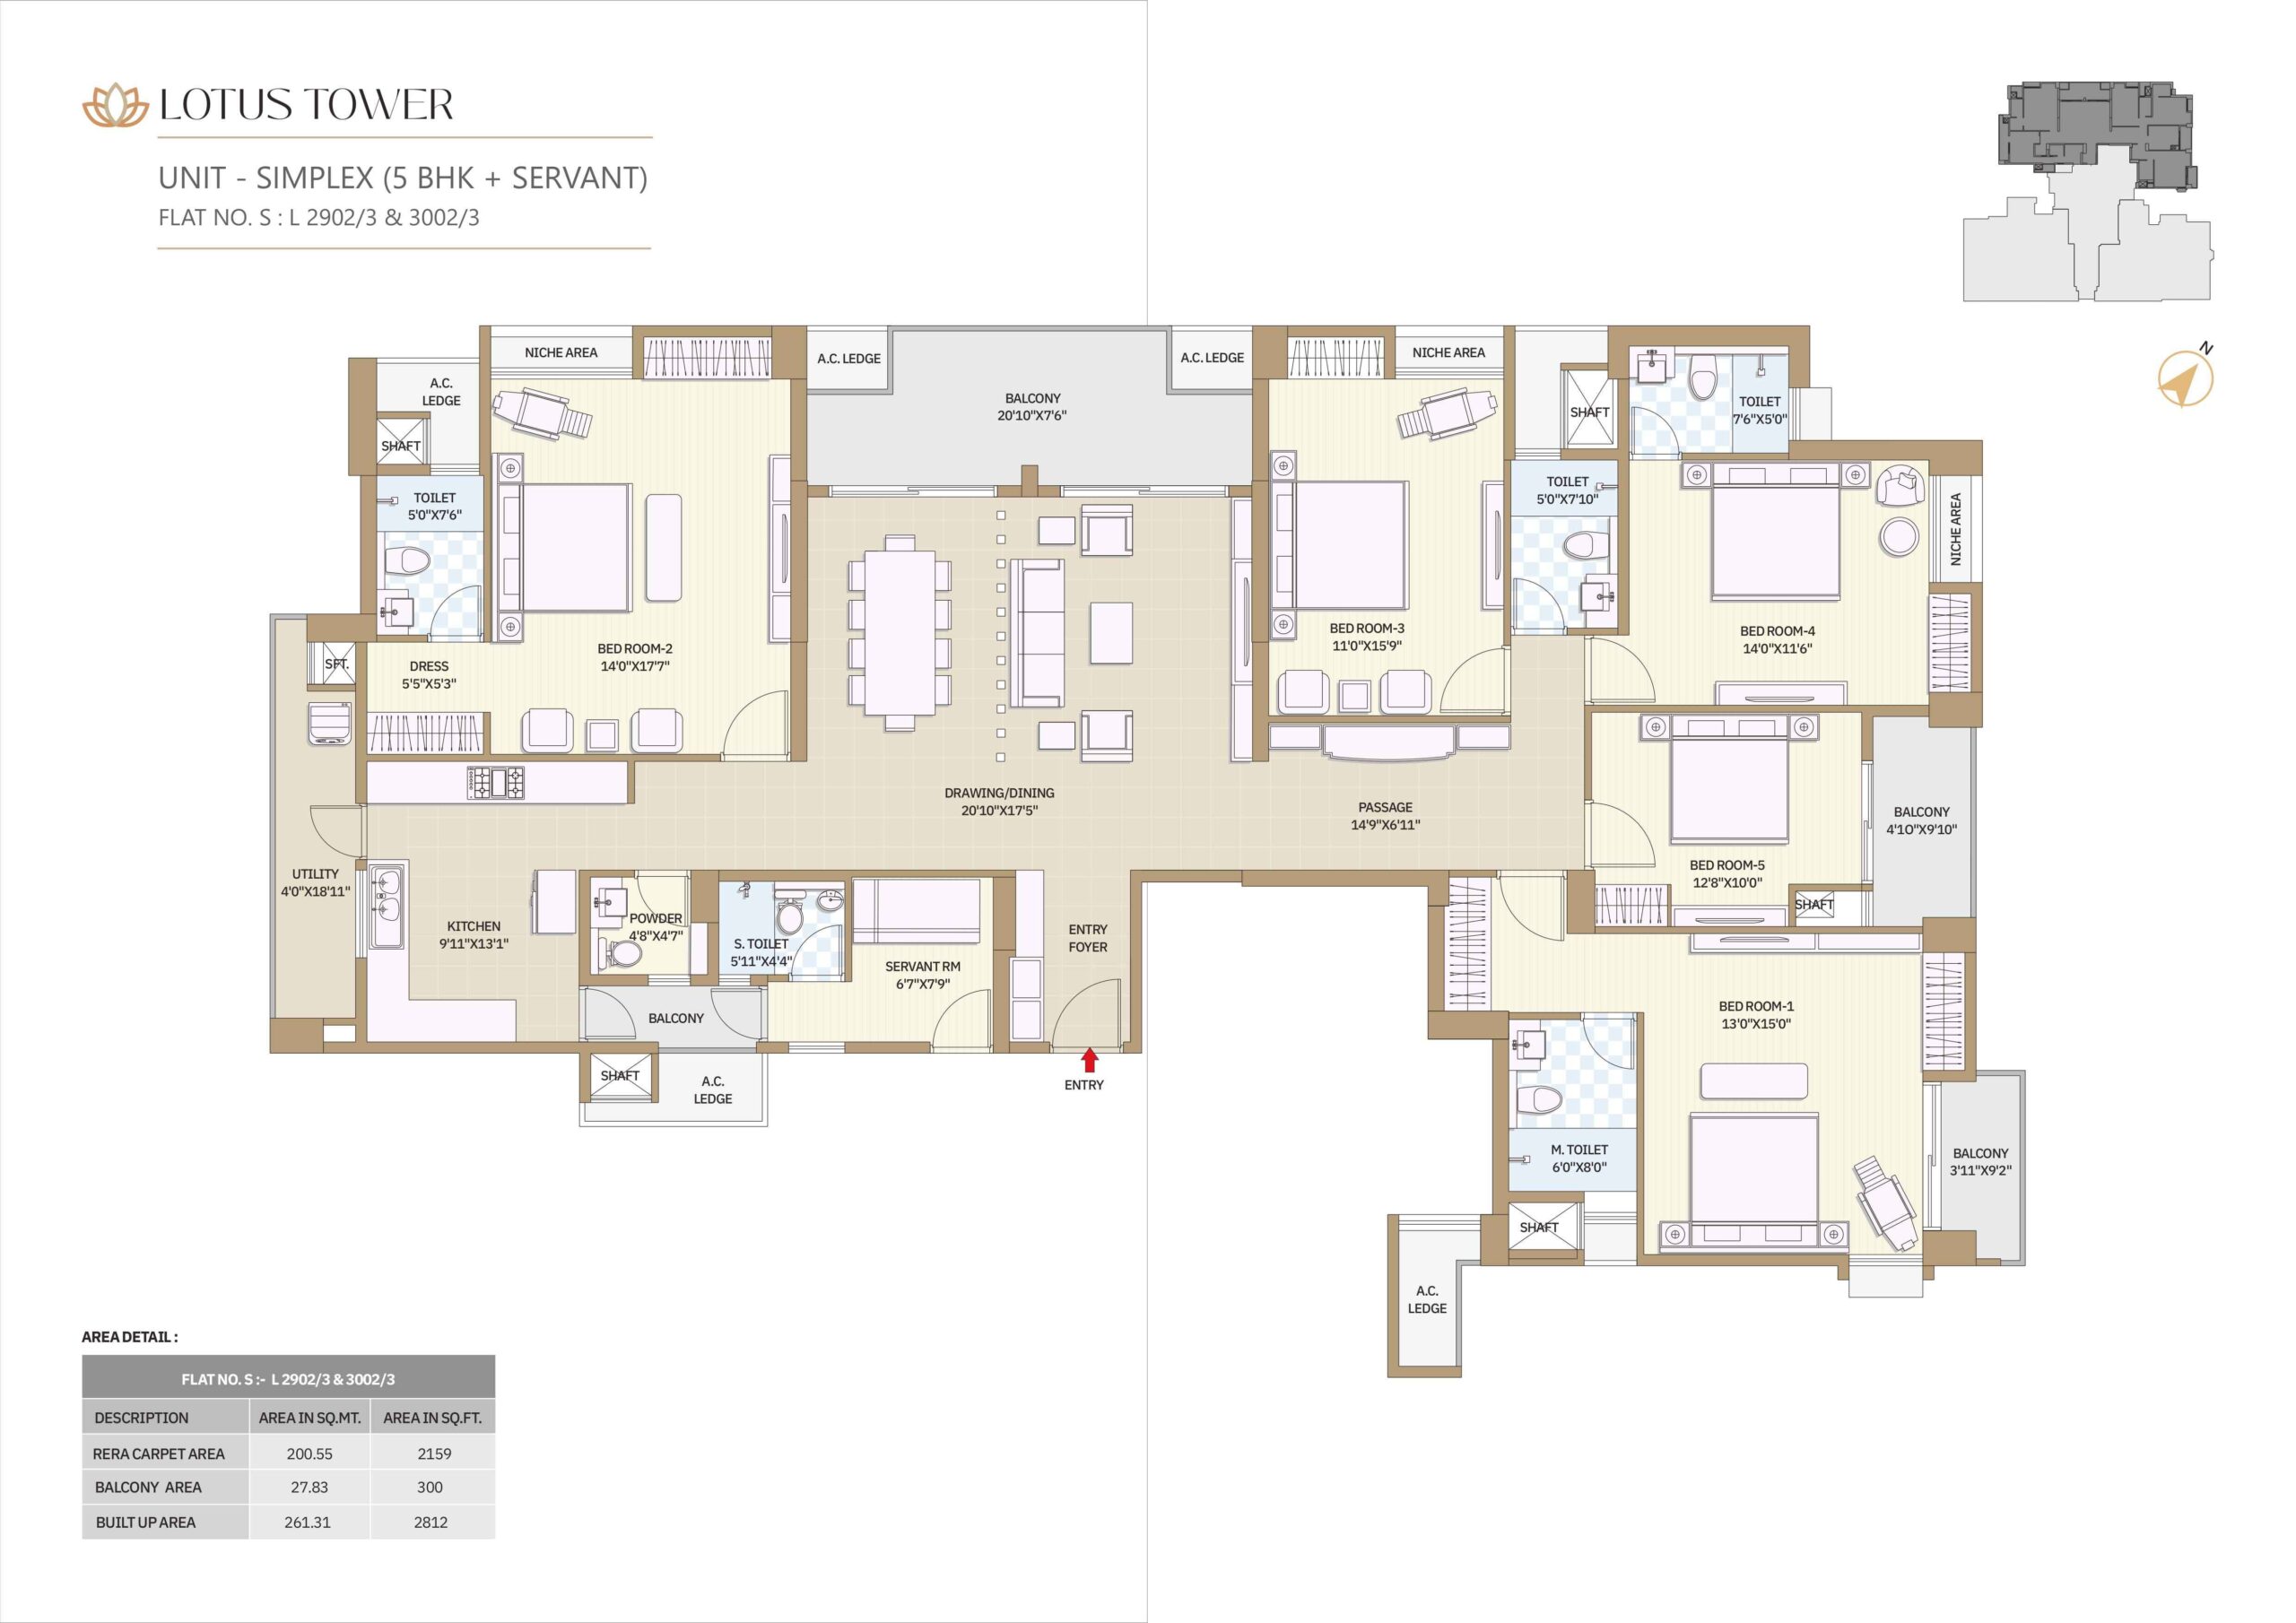 LOTUS TOWER
UNIT - SIMPLEX (5 BHK + SERVANT)
FLAT NO. S : L 2902/3 & 3002/3
N
NICHE AREA
A.C. LEDGE
A.C. LEDGE
NICHE AREA
A.C.
LEDGE
BALCONY
20'10"X7'6"
SHAFT
TOILET
7'6"X5'0"
SHAFT
TOILET
5'0"X7'6"
TOILET
5'0"X7'10"
NICHE AREA
BED ROOM-2
14'0"X17'7"
BED ROOM-3
11'0"X15'9"
BED ROOM-4
14'0"X11'6"
SFT.
DRESS
5'5"X5'3"
DRAWING/DINING
20'10"X17'5"
PASSAGE
14'9"X6'11"
BALCONY
4'1O"X9'10"
BED ROOM-5
12'8"X10'0"
SHAFT
UTILITY
4'0"X18'11"
KITCHEN
9'11"X13'1"
POWDER
4'8"X4'7"
S. TOILET
5'11"X4'4"
SERVANT RM
6'7"X7'9"
ENTRY
FOYER
BALCONY
BED ROOM-1
13'0"X15'0"
SHAFT
A.C.
LEDGE
ENTRY
M. TOILET
6'0"X8'0"
BALCONY
3'11"X9'2"
SHAFT
A.C.
LEDGE
AREA DETAIL :
FLAT NO. S :- L 2902/3 & 3002/3
DESCRIPTION AREA IN SQ.MT. AREA IN SQ.FT.
RERA CARPET AREA 200.55 2159
BALCONY AREA 27.83 300
BUILT UP AREA 261.31 2812